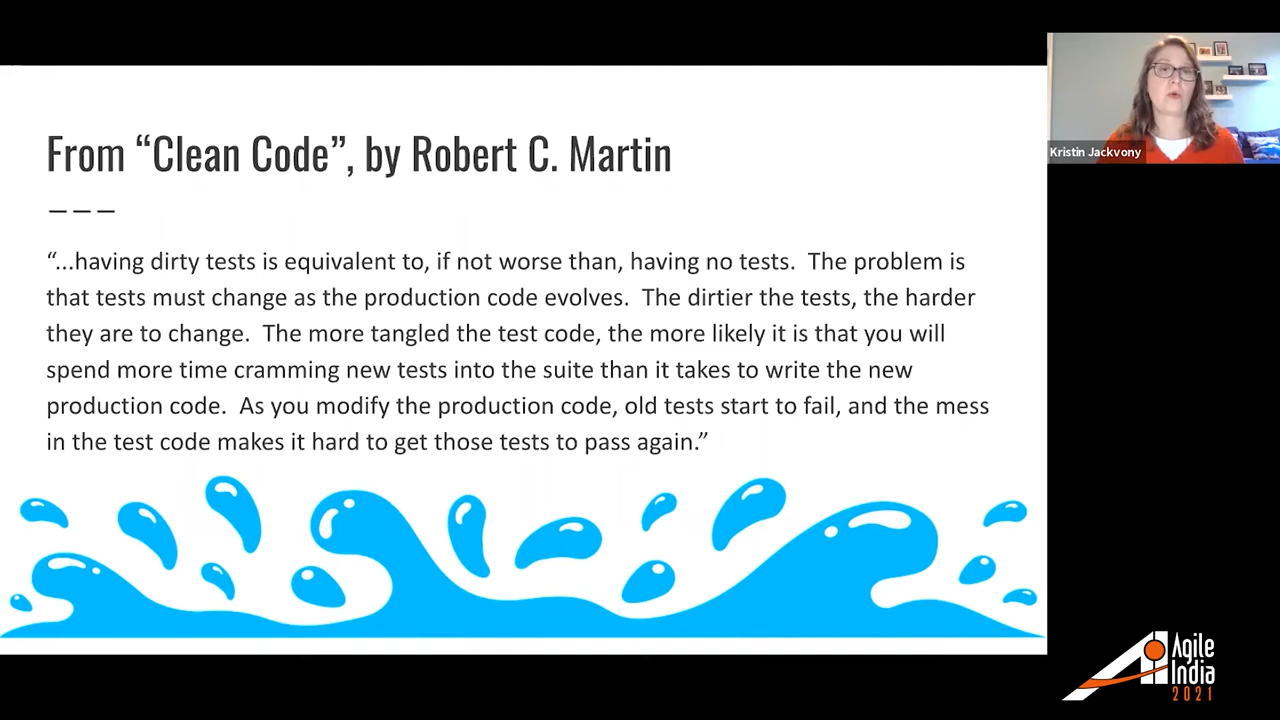 From “Clean Code”, by Robert C. Martin
“...having dirty tests is equivalent to, if not worse than, having no tests.  The problem is
that tests must change as the production code evolves.  The dirtier the tests, the harder
they are to change.  The more tangled the test code, the more likely it is that you will
spend more time cramming new tests into the suite than it takes to write the new
production code.  As you modify the production code, old tests start to fail, and the mess
in the test code makes it hard to get those tests to pass again.”
Kristin Jackvony
Agile
India
2021